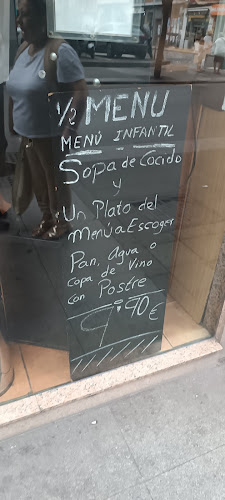 ½ MENU
MENÚ INFANTIL
Sopa de Cocido
y
Un Plato del
Menú a Escoger
Pan, Agua o
Copa de Vino
con Postre
9'90€